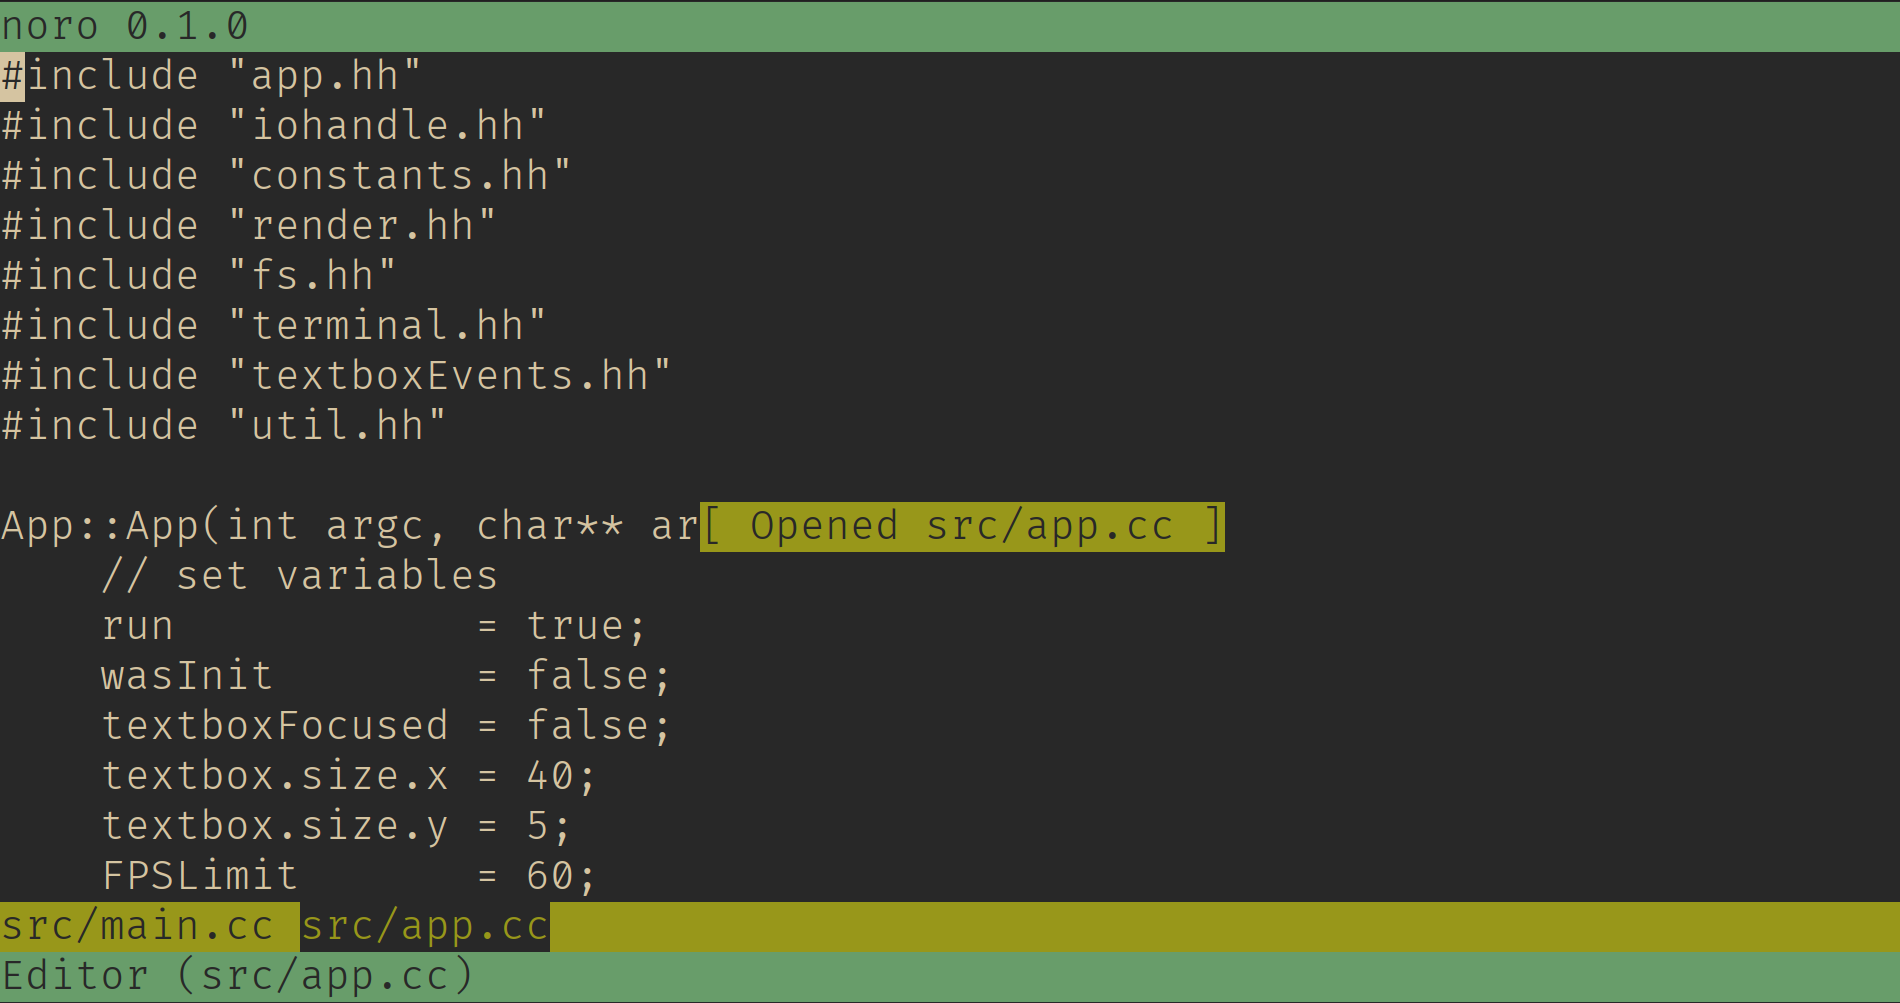 noro 0.1.0
#include "app.hh"
#include "iohandle.hh"
#include "constants.hh"
#include "render.hh"
#include "fs.hh"
#include "terminal.hh"
#include "textboxEvents.hh"
#include "util.hh"
App::App(int argc, char** ar[ Opened src/app.cc ]
    // set variables
    run            = true;
    wasInit        = false;
    textboxFocused = false;
    textbox.size.x = 40;
    textbox.size.y = 5;
    FPSLimit       = 60;
src/main.cc src/app.cc
Editor (src/app.cc)